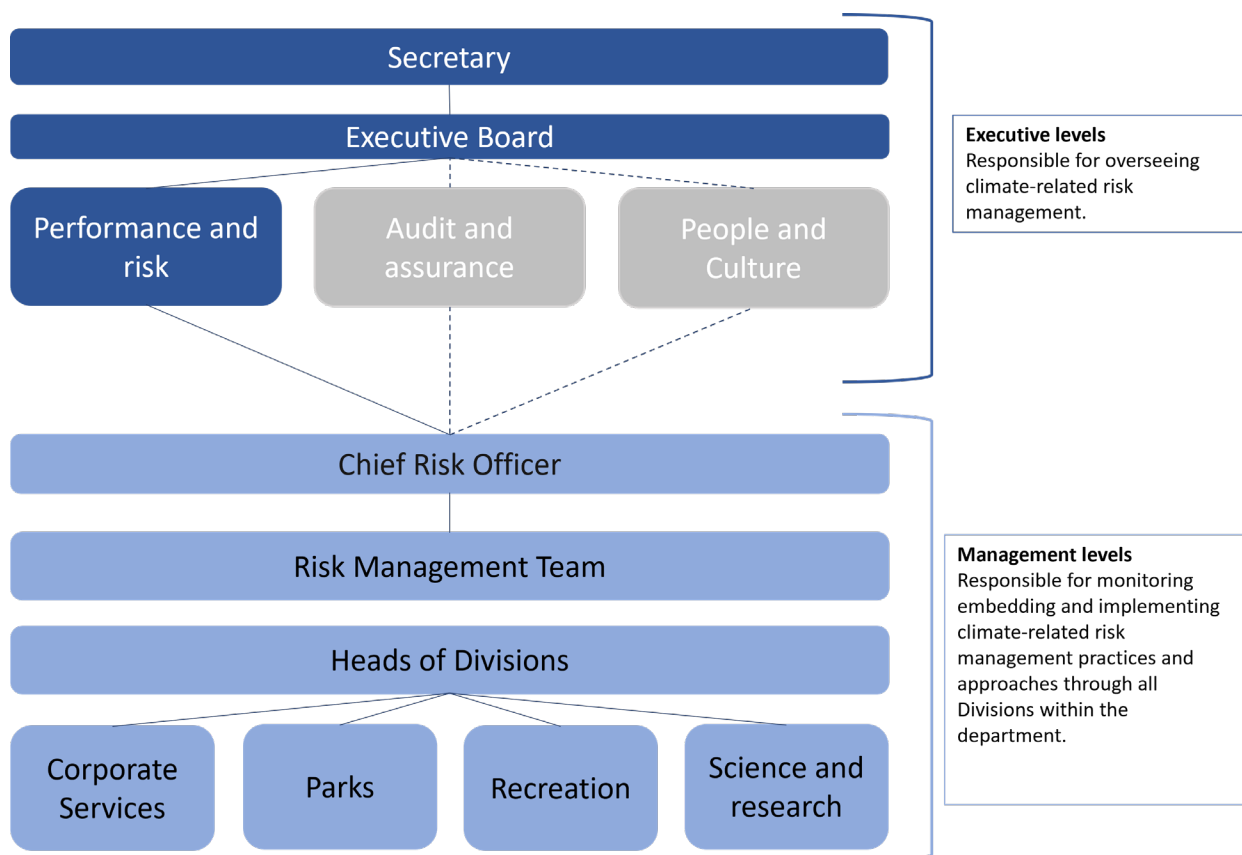 Secretary
Executive Board
Performance and
risk
Audit and
assurance
People and
Culture
Executive levels
Responsible for overseeing
climate-related risk
management.
Chief Risk Officer
Risk Management Team
Heads of Divisions
Corporate
Services
Parks
Recreation
Science and
research
Management levels
Responsible for monitoring
embedding and implementing
climate-related risk
management practices and
approaches through all
Divisions within the
department.